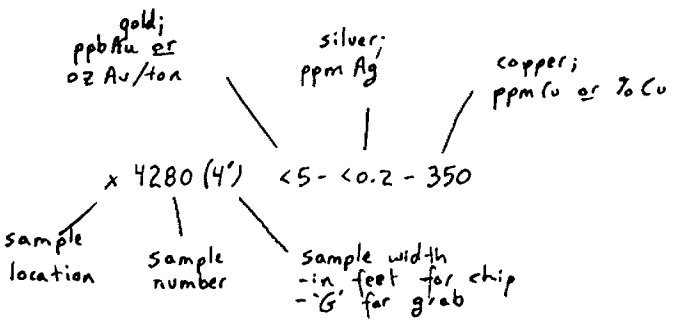 gold;
ppb Au or
oz Au/ton
silver;
ppm Ag
copper;
ppm Cu or % Cu
x 4280 (4') <5 - <0.2 - 350
sample
location
sample
number
sample width
-in feet for chip
-'G' for grab